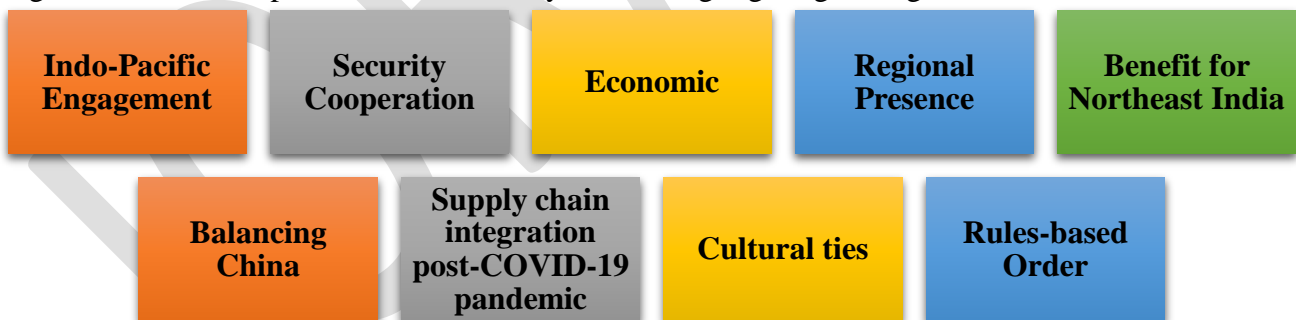 Indo-Pacific
Engagement
Security
Cooperation
Economic
Regional
Presence
Benefit for
Northeast India
Balancing
China
Supply chain
integration
post-COVID-19
pandemic
Cultural ties
Rules-based
Order